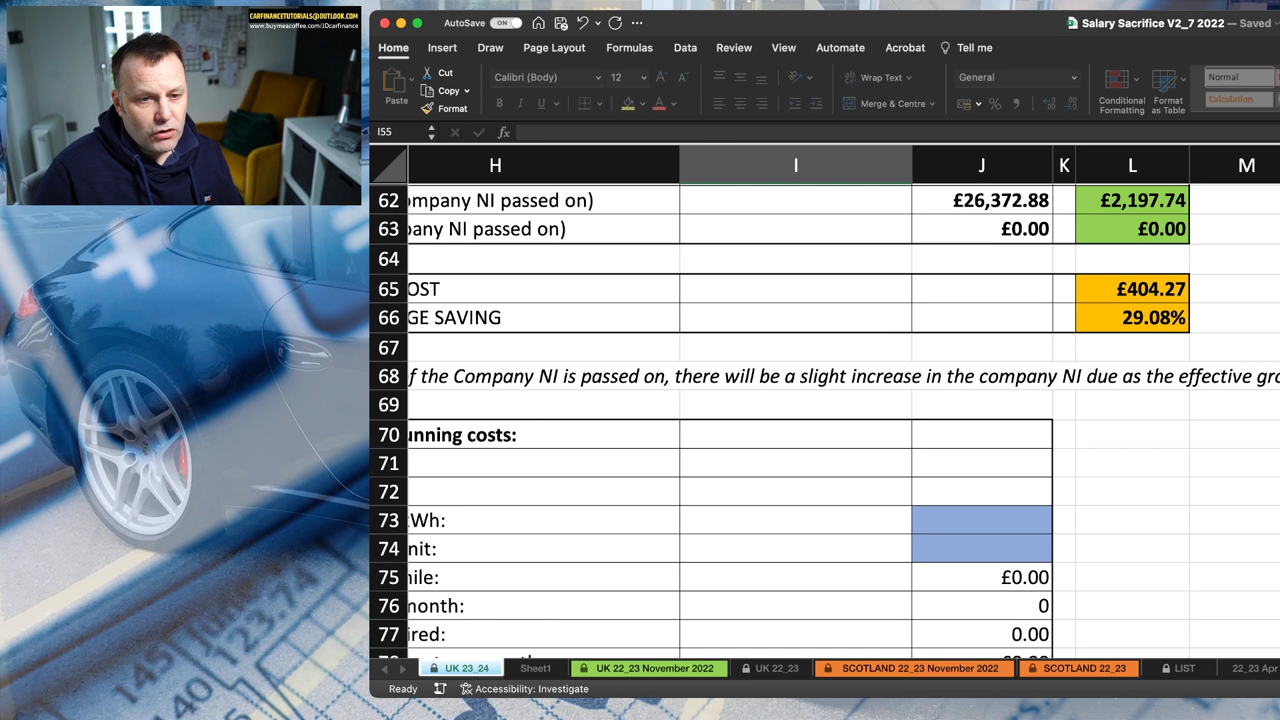 CARFINANCETUTORIALS@OUTLOOK.COM
www.buymeacoffee.com/JDcarfinance
AutoSave ON
Salary Sacrifice V2_7 2022 — Saved
Home Insert Draw Page Layout Formulas Data Review View Automate Acrobat Tell me
Paste
Cut
Copy
Format
Calibri (Body) 12
B I U
Wrap Text
Merge & Centre
General
Conditional Formatting
Format as Table
Normal
Calculation
I55 fx
H I J K L M
62 ompany NI passed on) £26,372.88 £2,197.74
63 pany NI passed on) £0.00 £0.00
64
65 OST £404.27
66 GE SAVING 29.08%
67
68 f the Company NI is passed on, there will be a slight increase in the company NI due as the effective gro
69
70 unning costs:
71
72
73 Wh:
74 nit:
75 nile: £0.00
76 month: 0
77 ired: 0.00
UK 23_24 Sheet1 UK 22_23 November 2022 UK 22_23 SCOTLAND 22_23 November 2022 SCOTLAND 22_23 LIST 22_23 Apr
Ready Accessibility: Investigate